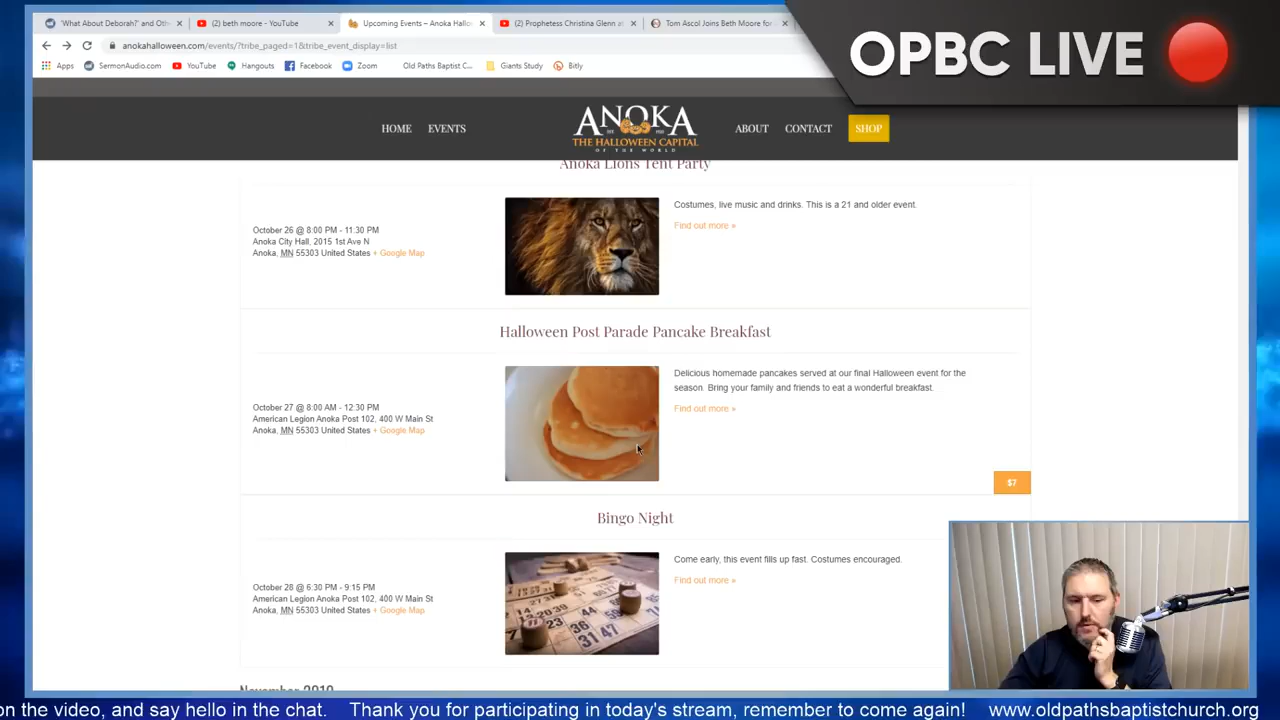 'What About Deborah?' and Oth
(2) beth moore - YouTube
Upcoming Events – Anoka Hallo
(2) Prophetess Christina Glenn at
Tom Ascol Joins Beth Moore for
OPBC LIVE
anokahalloween.com/events/?tribe_paged=1&tribe_event_display=list
Apps
SermonAudio.com
YouTube
Hangouts
Facebook
Zoom
Old Paths Baptist C...
Giants Study
Bitly
HOME
EVENTS
ANOKA
THE HALLOWEEN CAPITAL
OF THE WORLD
ABOUT
CONTACT
SHOP
Anoka Lions Tent Party
October 26 @ 8:00 PM - 11:30 PM
Anoka City Hall, 2015 1st Ave N
Anoka, MN 55303 United States + Google Map
Costumes, live music and drinks. This is a 21 and older event.
Find out more »
Halloween Post Parade Pancake Breakfast
October 27 @ 8:00 AM - 12:30 PM
American Legion Anoka Post 102, 400 W Main St
Anoka, MN 55303 United States + Google Map
Delicious homemade pancakes served at our final Halloween event for the
season. Bring your family and friends to eat a wonderful breakfast.
Find out more »
$7
Bingo Night
October 28 @ 6:30 PM - 9:15 PM
American Legion Anoka Post 102, 400 W Main St
Anoka, MN 55303 United States + Google Map
Come early, this event fills up fast. Costumes encouraged.
Find out more »
November 2019
on the video, and say hello in the chat. Thank you for participating in today's stream, remember to come again! www.oldpathsbaptistchurch.org